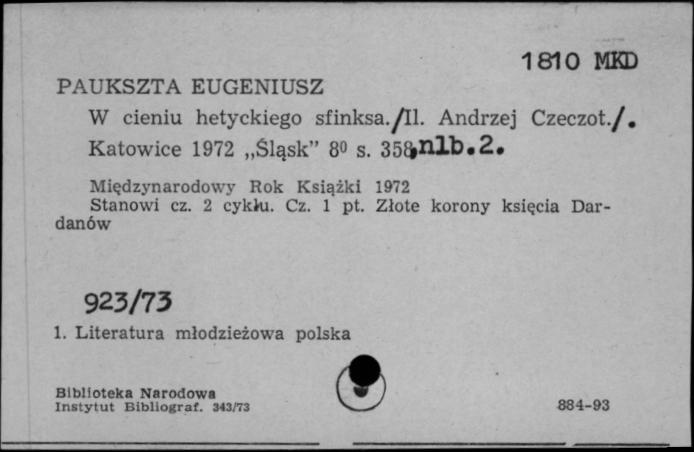 1810 MKD
PAUKSZTA EUGENIUSZ
W cieniu hetyckiego sfinksa./Il. Andrzej Czeczot./.
Katowice 1972 „Śląsk” 8⁰ s. 358,nlb.2.
Międzynarodowy Rok Książki 1972
Stanowi cz. 2 cyklu. Cz. 1 pt. Złote korony księcia Dar-
danów
923/73
1. Literatura młodzieżowa polska
Biblioteka Narodowa
Instytut Bibliograf. 343/73
884-93